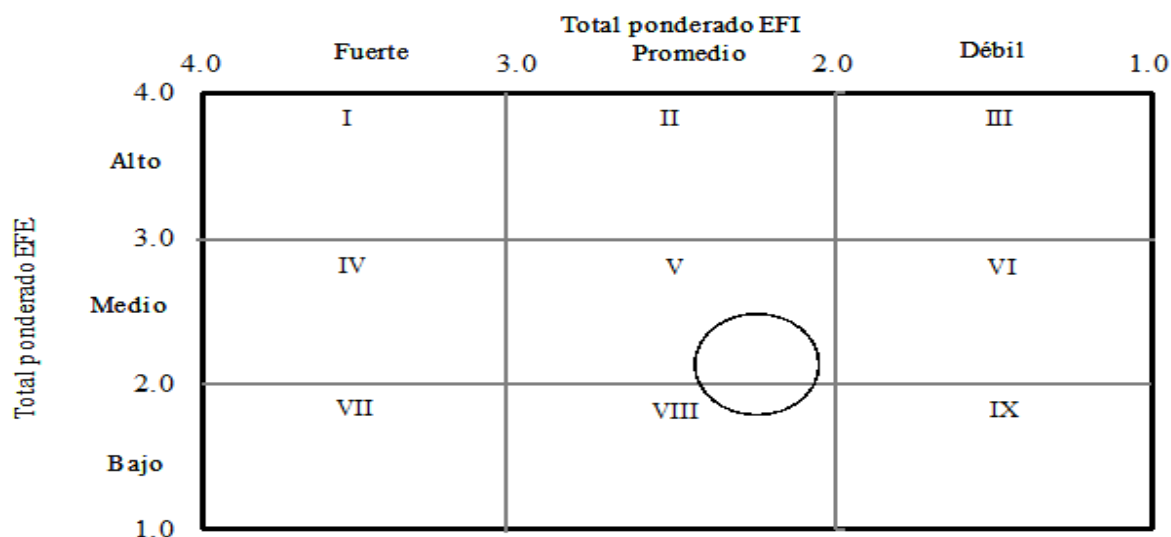 Total ponderado EFI
Fuerte Promedio Débil
4.0 3.0 2.0 1.0
4.0
I II III
Alto
3.0
IV V VI
Medio
2.0
VII VIII IX
Bajo
1.0
Total ponderado EFE